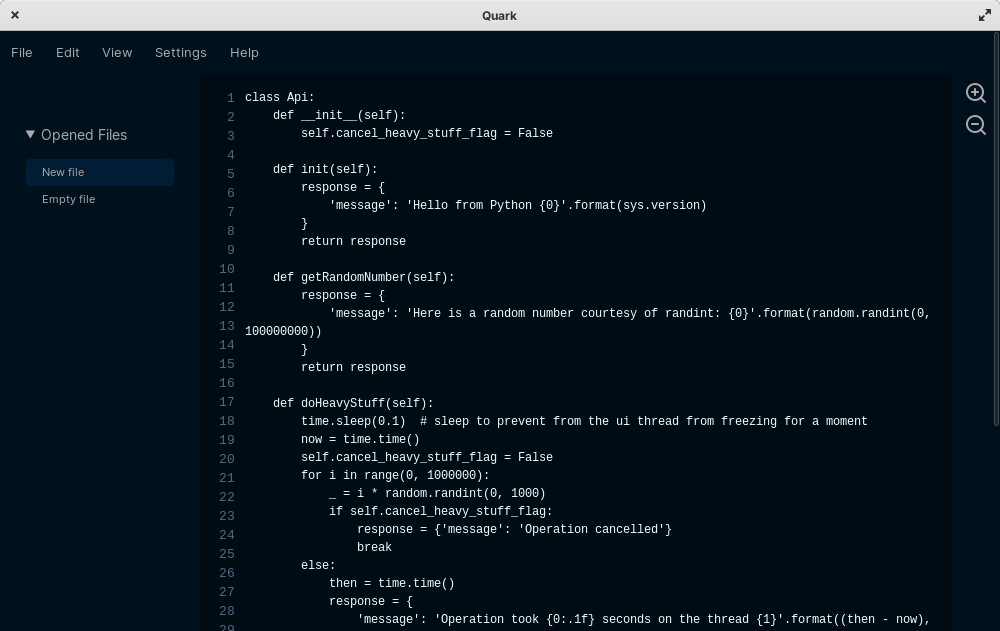 Quark
File Edit View Settings Help
Opened Files
New file
Empty file
1
2
3
4
5
6
7
8
9
10
11
12
13
14
15
16
17
18
19
20
21
22
23
24
25
26
27
28
29
class Api:
    def __init__(self):
        self.cancel_heavy_stuff_flag = False
    def init(self):
        response = {
            'message': 'Hello from Python {0}'.format(sys.version)
        }
        return response
    def getRandomNumber(self):
        response = {
            'message': 'Here is a random number courtesy of randint: {0}'.format(random.randint(0,
100000000))
        }
        return response
    def doHeavyStuff(self):
        time.sleep(0.1)  # sleep to prevent from the ui thread from freezing for a moment
        now = time.time()
        self.cancel_heavy_stuff_flag = False
        for i in range(0, 1000000):
            _ = i * random.randint(0, 1000)
            if self.cancel_heavy_stuff_flag:
                response = {'message': 'Operation cancelled'}
                break
        else:
            then = time.time()
            response = {
                'message': 'Operation took {0:.1f} seconds on the thread {1}'.format((then - now),